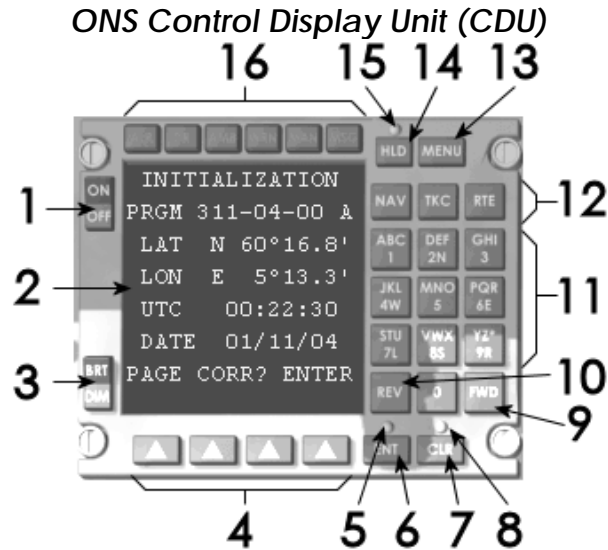 ONS Control Display Unit (CDU)
16 15 14 13
HLD MENU
ON
OFF
1
INITIALIZATION
PRGM 311-04-00 A
LAT N 60°16.8'
LON E 5°13.3'
UTC 00:22:30
DATE 01/11/04
PAGE CORR? ENTER
2
BRT
DIM
3
NAV TKC RTE
12
ABC DEF GHI
1 2N 3
JKL MNO PQR
4W 5 6E
STU VWX YZ*
7L 8S 9R
11
REV 0 FWD
10
9
ENT CLR
4 5 6 7 8